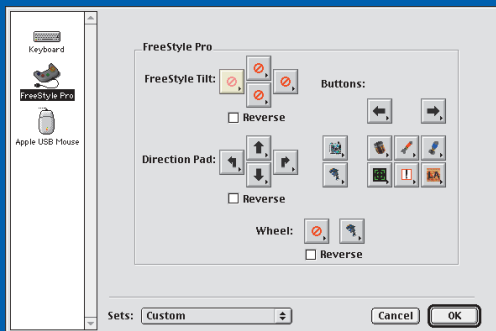 Keyboard
FreeStyle Pro
Apple USB Mouse
FreeStyle Pro
FreeStyle Tilt:
Buttons:
Reverse
Direction Pad:
Reverse
Wheel:
Reverse
Sets:
Custom
Cancel
OK